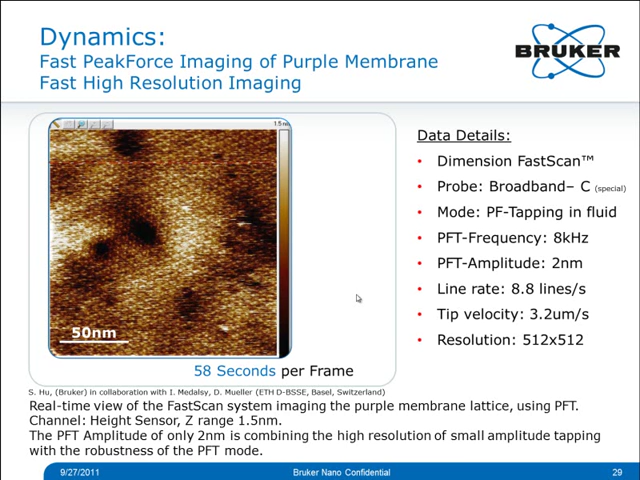 Dynamics:
Fast PeakForce Imaging of Purple Membrane
Fast High Resolution Imaging
BRUKER
1.5 nm
50nm
58 Seconds per Frame
Data Details:
• Dimension FastScan™
• Probe: Broadband– C (special)
• Mode: PF-Tapping in fluid
• PFT-Frequency: 8kHz
• PFT-Amplitude: 2nm
• Line rate: 8.8 lines/s
• Tip velocity: 3.2um/s
• Resolution: 512x512
S. Hu, (Bruker) in collaboration with I. Medalsy, D. Mueller (ETH D-BSSE, Basel, Switzerland)
Real-time view of the FastScan system imaging the purple membrane lattice, using PFT.
Channel: Height Sensor, Z range 1.5nm.
The PFT Amplitude of only 2nm is combining the high resolution of small amplitude tapping
with the robustness of the PFT mode.
9/27/2011
Bruker Nano Confidential
29